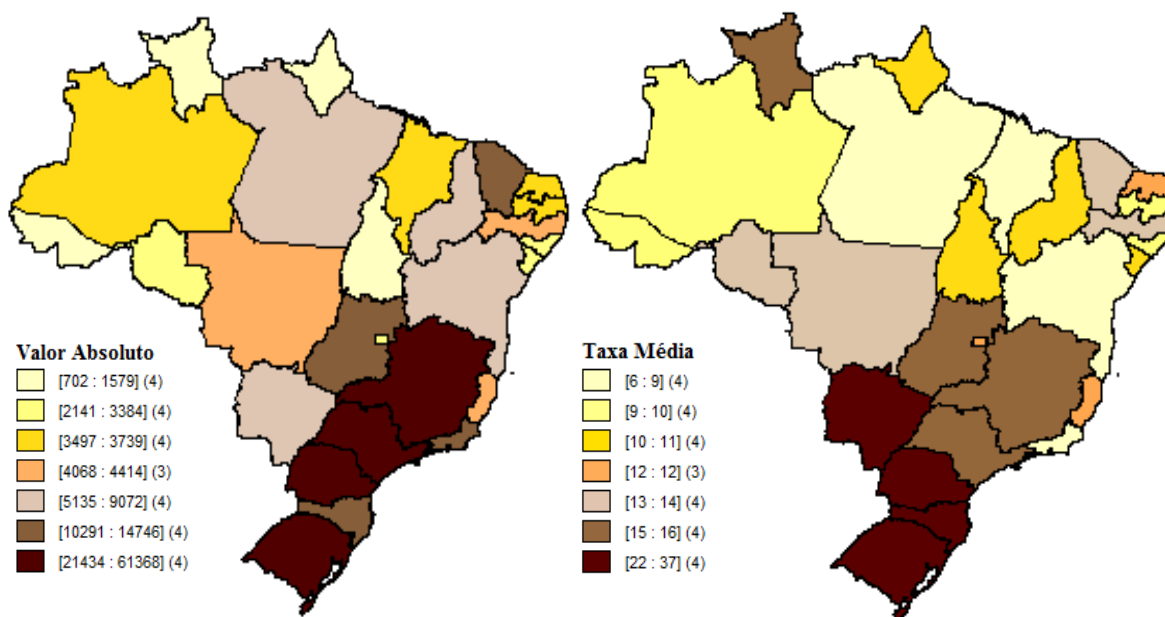 Valor Absoluto
[702 : 1579] (4)
[2141 : 3384] (4)
[3497 : 3739] (4)
[4068 : 4414] (3)
[5135 : 9072] (4)
[10291 : 14746] (4)
[21434 : 61368] (4)
Taxa Média
[6 : 9] (4)
[9 : 10] (4)
[10 : 11] (4)
[12 : 12] (3)
[13 : 14] (4)
[15 : 16] (4)
[22 : 37] (4)